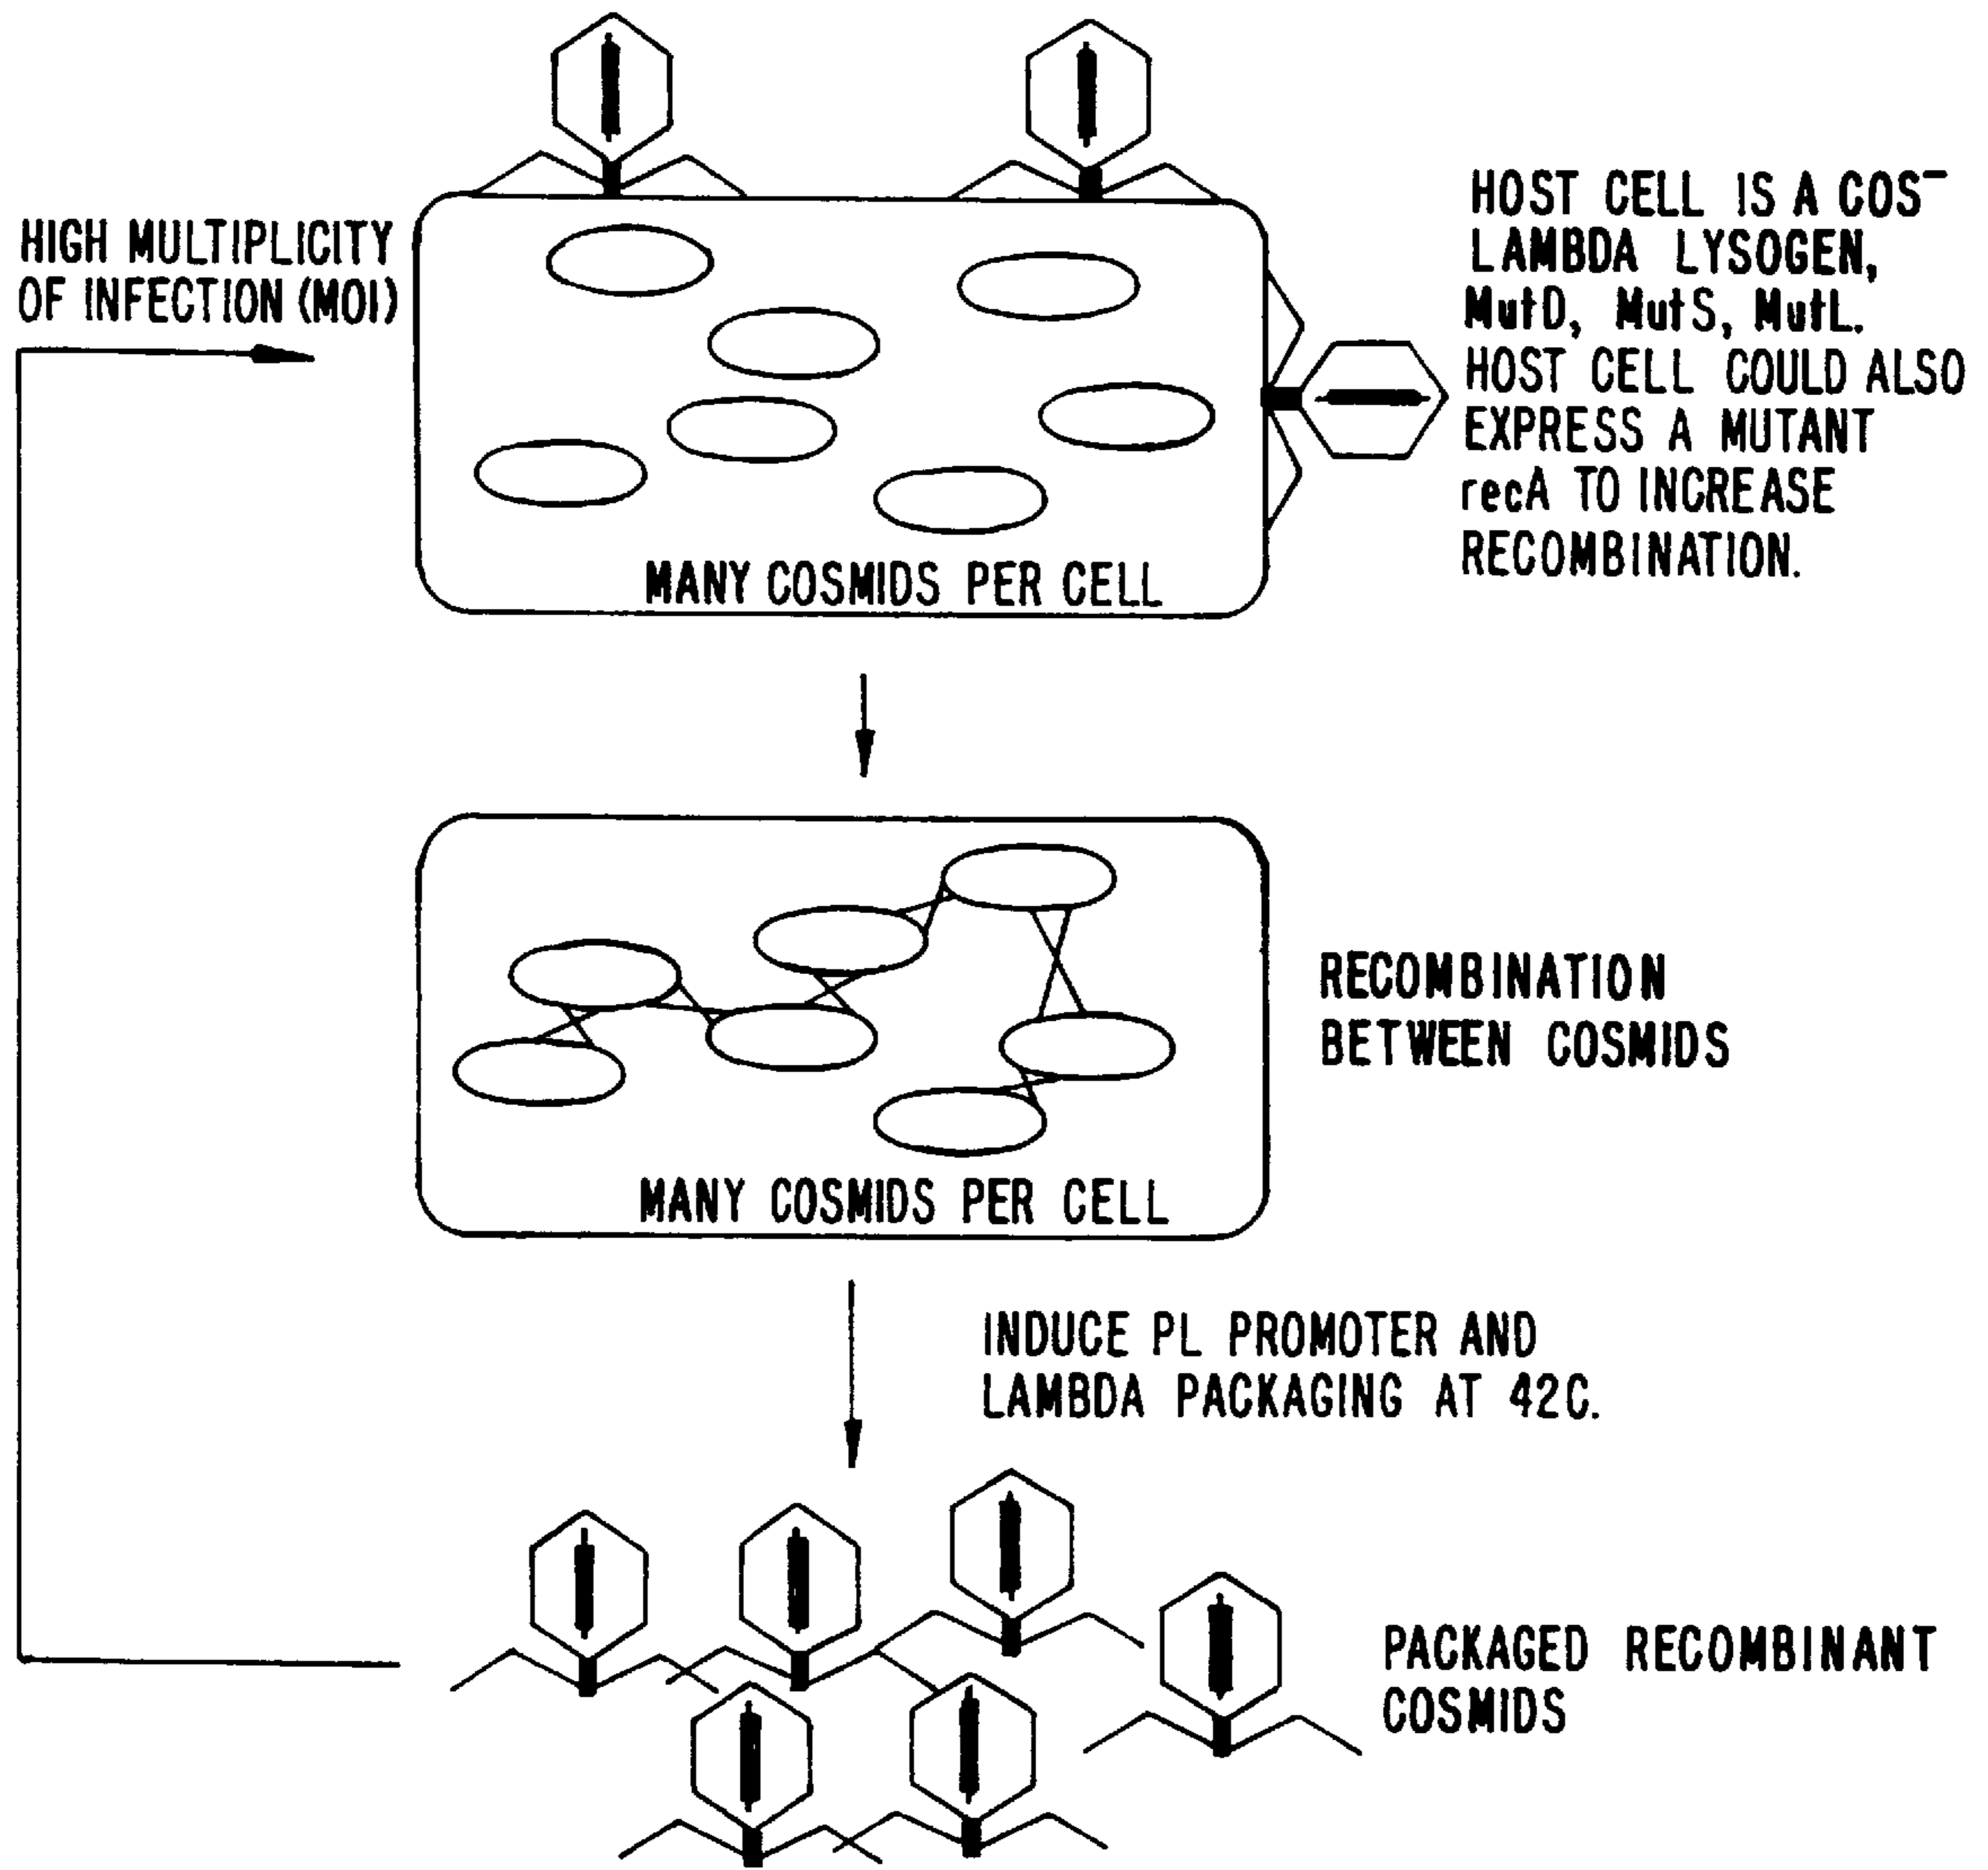 HIGH MULTIPLICITY
OF INFECTION (MOI)
HOST CELL IS A COS⁻
LAMBDA LYSOGEN,
MutD, MutS, MutL.
HOST CELL COULD ALSO
EXPRESS A MUTANT
recA TO INCREASE
RECOMBINATION.
MANY COSMIDS PER CELL
RECOMBINATION
BETWEEN COSMIDS
MANY COSMIDS PER CELL
INDUCE PL PROMOTER AND
LAMBDA PACKAGING AT 42C.
PACKAGED RECOMBINANT
COSMIDS